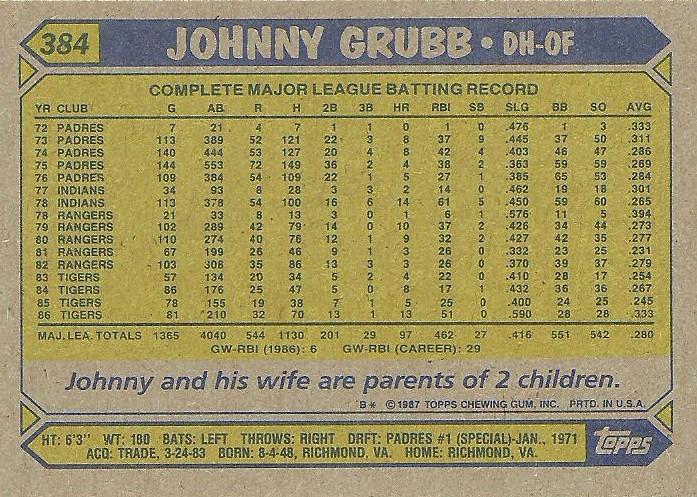 384 JOHNNY GRUBB • DH-OF
COMPLETE MAJOR LEAGUE BATTING RECORD
YR CLUB G AB R H 2B 3B HR RBI SB SLG BB SO AVG
72 PADRES 7 21 4 7 1 1 0 1 0 .476 1 3 .333
73 PADRES 113 389 52 121 22 3 8 37 9 .445 37 50 .311
74 PADRES 140 444 53 127 20 4 8 42 4 .403 46 47 .286
75 PADRES 144 553 72 149 36 2 4 38 2 .363 59 59 .269
76 PADRES 109 384 54 109 22 1 5 27 1 .385 65 53 .284
77 INDIANS 34 93 8 28 3 3 2 14 0 .462 19 18 .301
78 INDIANS 113 378 54 100 16 6 14 61 5 .450 59 60 .265
78 RANGERS 21 33 8 13 3 0 1 6 1 .576 11 5 .394
79 RANGERS 102 289 42 79 14 0 10 37 2 .426 34 44 .273
80 RANGERS 110 274 40 76 12 1 9 32 2 .427 42 35 .277
81 RANGERS 67 199 26 46 9 1 3 26 0 .332 23 25 .231
82 RANGERS 103 308 35 86 13 3 3 26 0 .370 39 37 .279
83 TIGERS 57 134 20 34 5 2 4 22 0 .410 28 17 .254
84 TIGERS 86 176 25 47 5 0 8 17 1 .432 36 36 .267
85 TIGERS 78 155 19 38 7 1 5 25 0 .400 24 25 .245
86 TIGERS 81 210 32 70 13 1 13 51 0 .590 28 28 .333
MAJ. LEA. TOTALS 1365 4040 544 1130 201 29 97 462 27 .416 551 542 .280
GW-RBI (1986): 6 GW-RBI (CAREER): 29
Johnny and his wife are parents of 2 children.
B* © 1987 TOPPS CHEWING GUM, INC. PRTD. IN U.S.A.
HT: 6'3" WT: 180 BATS: LEFT THROWS: RIGHT DRFT: PADRES #1 (SPECIAL)-JAN., 1971
ACQ: TRADE, 3-24-83 BORN: 8-4-48, RICHMOND, VA. HOME: RICHMOND, VA.
TOPPS